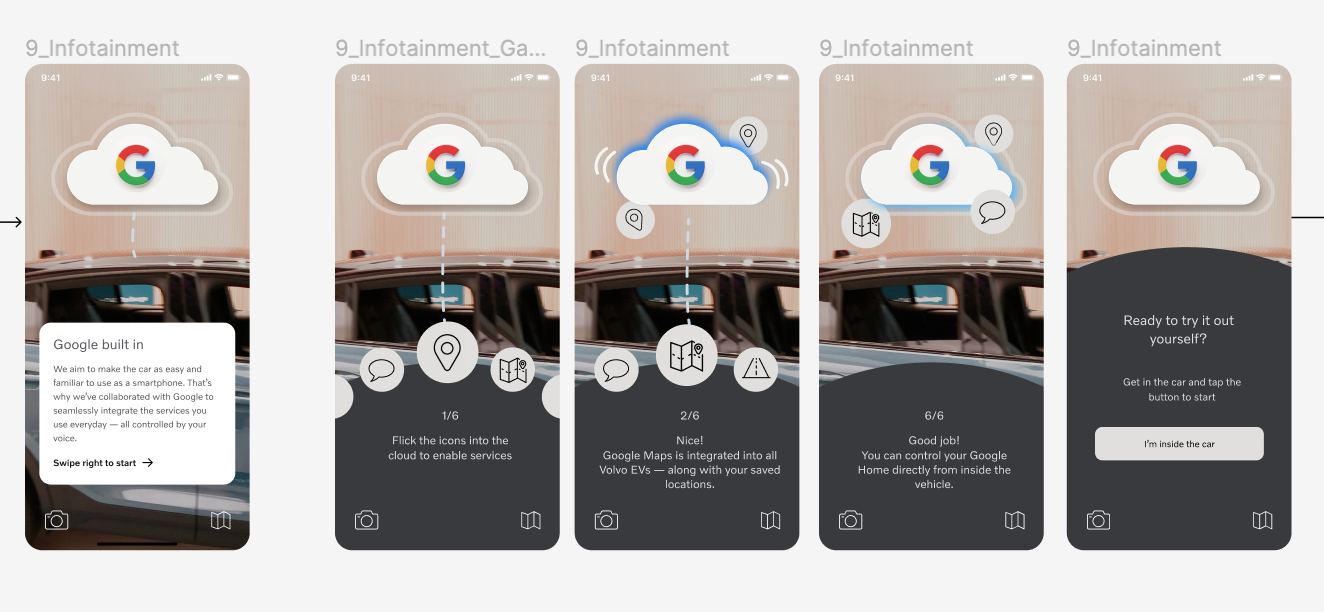 9_Infotainment
9_Infotainment_Ga...
9_Infotainment
9_Infotainment
9_Infotainment
9:41
Google built in
We aim to make the car as easy and
familiar to use as a smartphone. That's
why we've collaborated with Google to
seamlessly integrate the services you
use everyday — all controlled by your
voice.
Swipe right to start
9:41
1/6
Flick the icons into the
cloud to enable services
9:41
2/6
Nice!
Google Maps is integrated into all
Volvo EVs — along with your saved
locations.
9:41
6/6
Good job!
You can control your Google
Home directly from inside the
vehicle.
9:41
Ready to try it out
yourself?
Get in the car and tap the
button to start
I'm inside the car